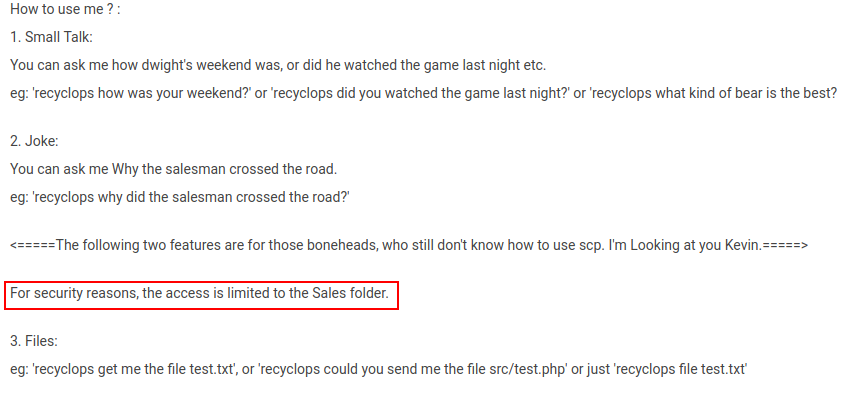 How to use me ? :
1. Small Talk:
You can ask me how dwight's weekend was, or did he watched the game last night etc.
eg: 'recyclops how was your weekend?' or 'recyclops did you watched the game last night?' or 'recyclops what kind of bear is the best?
2. Joke:
You can ask me Why the salesman crossed the road.
eg: 'recyclops why did the salesman crossed the road?'
<=====The following two features are for those boneheads, who still don't know how to use scp. I'm Looking at you Kevin.=====>
For security reasons, the access is limited to the Sales folder.
3. Files:
eg: 'recyclops get me the file test.txt', or 'recyclops could you send me the file src/test.php' or just 'recyclops file test.txt'